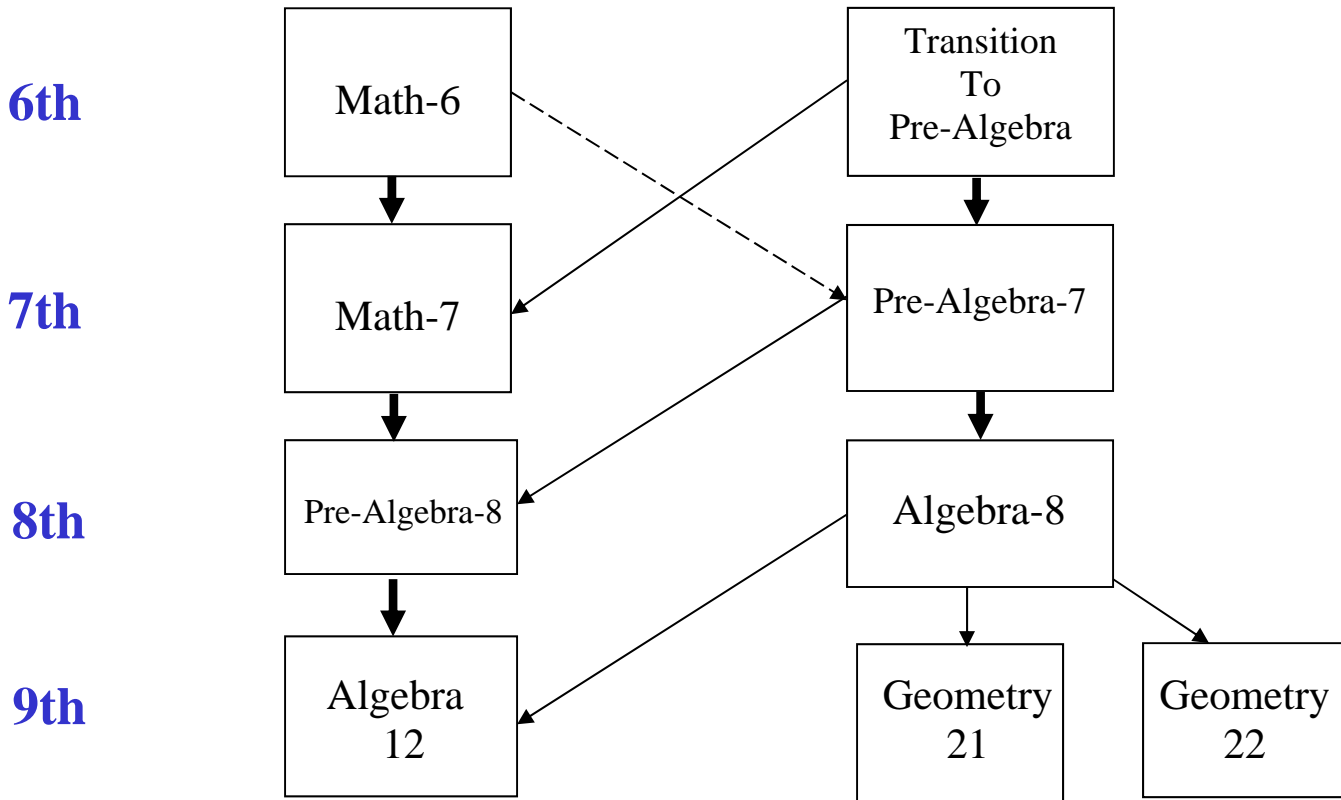 6th
Math-6
Transition
To
Pre-Algebra
7th
Math-7
Pre-Algebra-7
8th
Pre-Algebra-8
Algebra-8
9th
Algebra
12
Geometry
21
Geometry
22